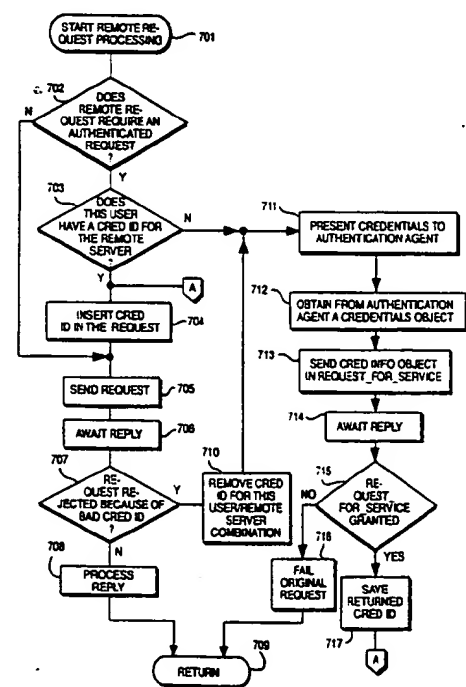 START REMOTE RE-
QUEST PROCESSING
701
702
N
DOES
REMOTE RE-
QUEST REQUIRE AN
AUTHENTICATED
REQUEST
?
Y
703
DOES
THIS USER
HAVE A CRED ID FOR
THE REMOTE
SERVER
?
N
Y
A
INSERT CRED
ID IN THE REQUEST
704
SEND REQUEST
705
AWAIT REPLY
706
707
RE-
QUEST RE-
JECTED BECAUSE OF
BAD CRED ID
?
Y
N
708
PROCESS
REPLY
710
REMOVE CRED
ID FOR THIS
USER/REMOTE
SERVER
COMBINATION
711
PRESENT CREDENTIALS TO
AUTHENTICATION AGENT
712
OBTAIN FROM AUTHENTICATION
AGENT A CREDENTIALS OBJECT
713
SEND CRED INFO OBJECT
IN REQUEST_FOR_SERVICE
714
AWAIT REPLY
715
RE-
QUEST
FOR_SERVICE
GRANTED
NO
YES
716
FAIL
ORIGINAL
REQUEST
SAVE
RETURNED
CRED ID
717
A
RETURN
709